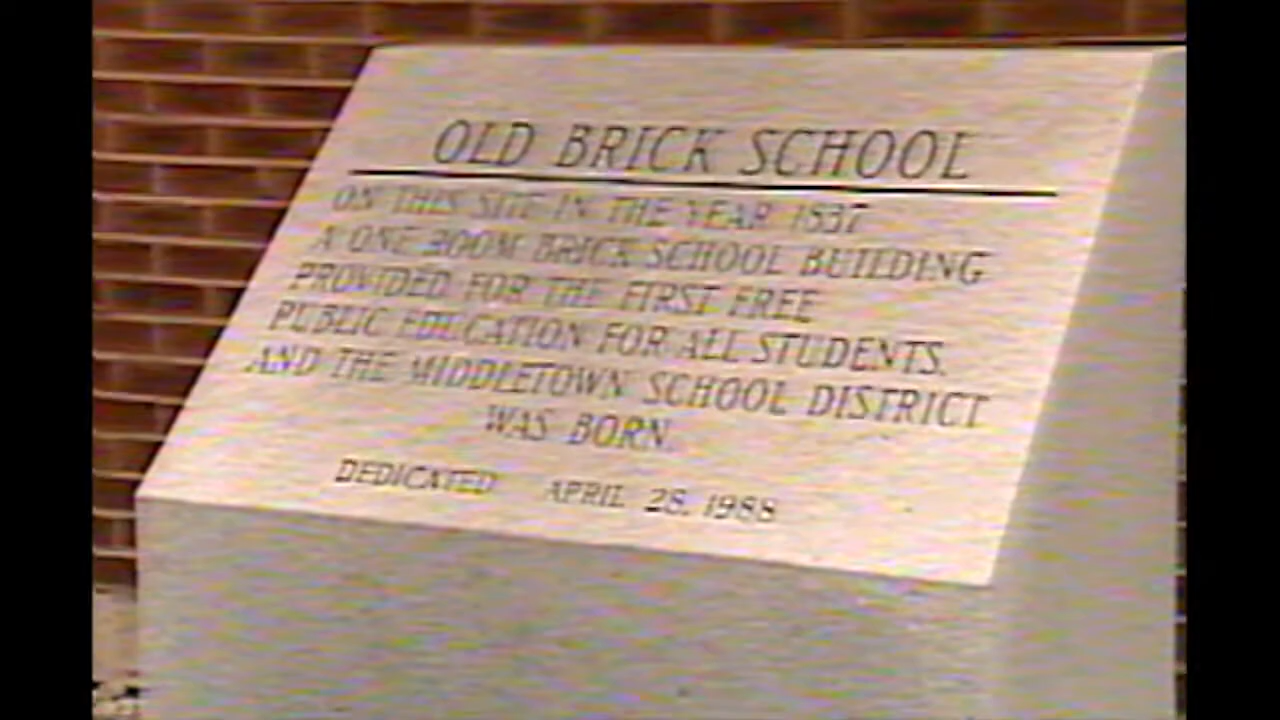 OLD BRICK SCHOOL
ON THIS SITE IN THE YEAR 1837
A ONE ROOM BRICK SCHOOL BUILDING
PROVIDED FOR THE FIRST FREE
PUBLIC EDUCATION FOR ALL STUDENTS.
AND THE MIDDLETOWN SCHOOL DISTRICT
WAS BORN.
DEDICATED APRIL 28, 1988